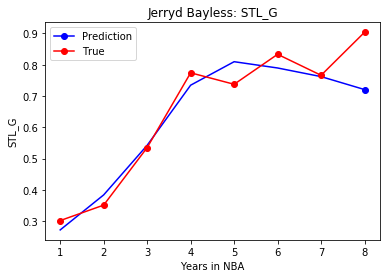 Jerryd Bayless: STL_G
Prediction
True
0.9
0.8
0.7
0.6
0.5
0.4
0.3
STL_G
1 2 3 4 5 6 7 8
Years in NBA